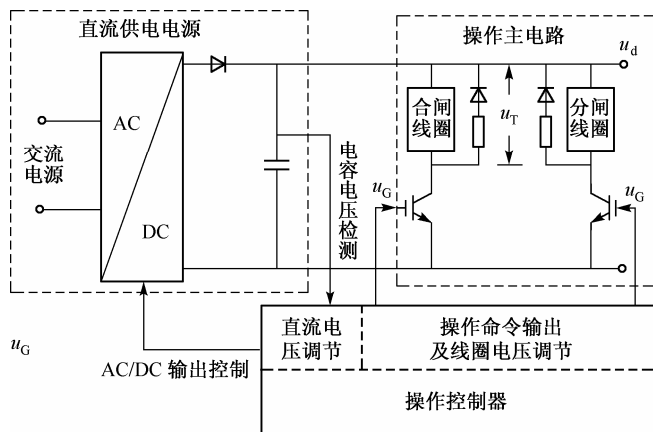 直流供电电源
操作主电路
u_d
AC
DC
交流
电源
电容电压检测
合闸
线圈
u_T
分闸
线圈
u_G
u_G
直流电
压调节
操作命令输出
及线圈电压调节
u_G
AC/DC 输出控制
操作控制器